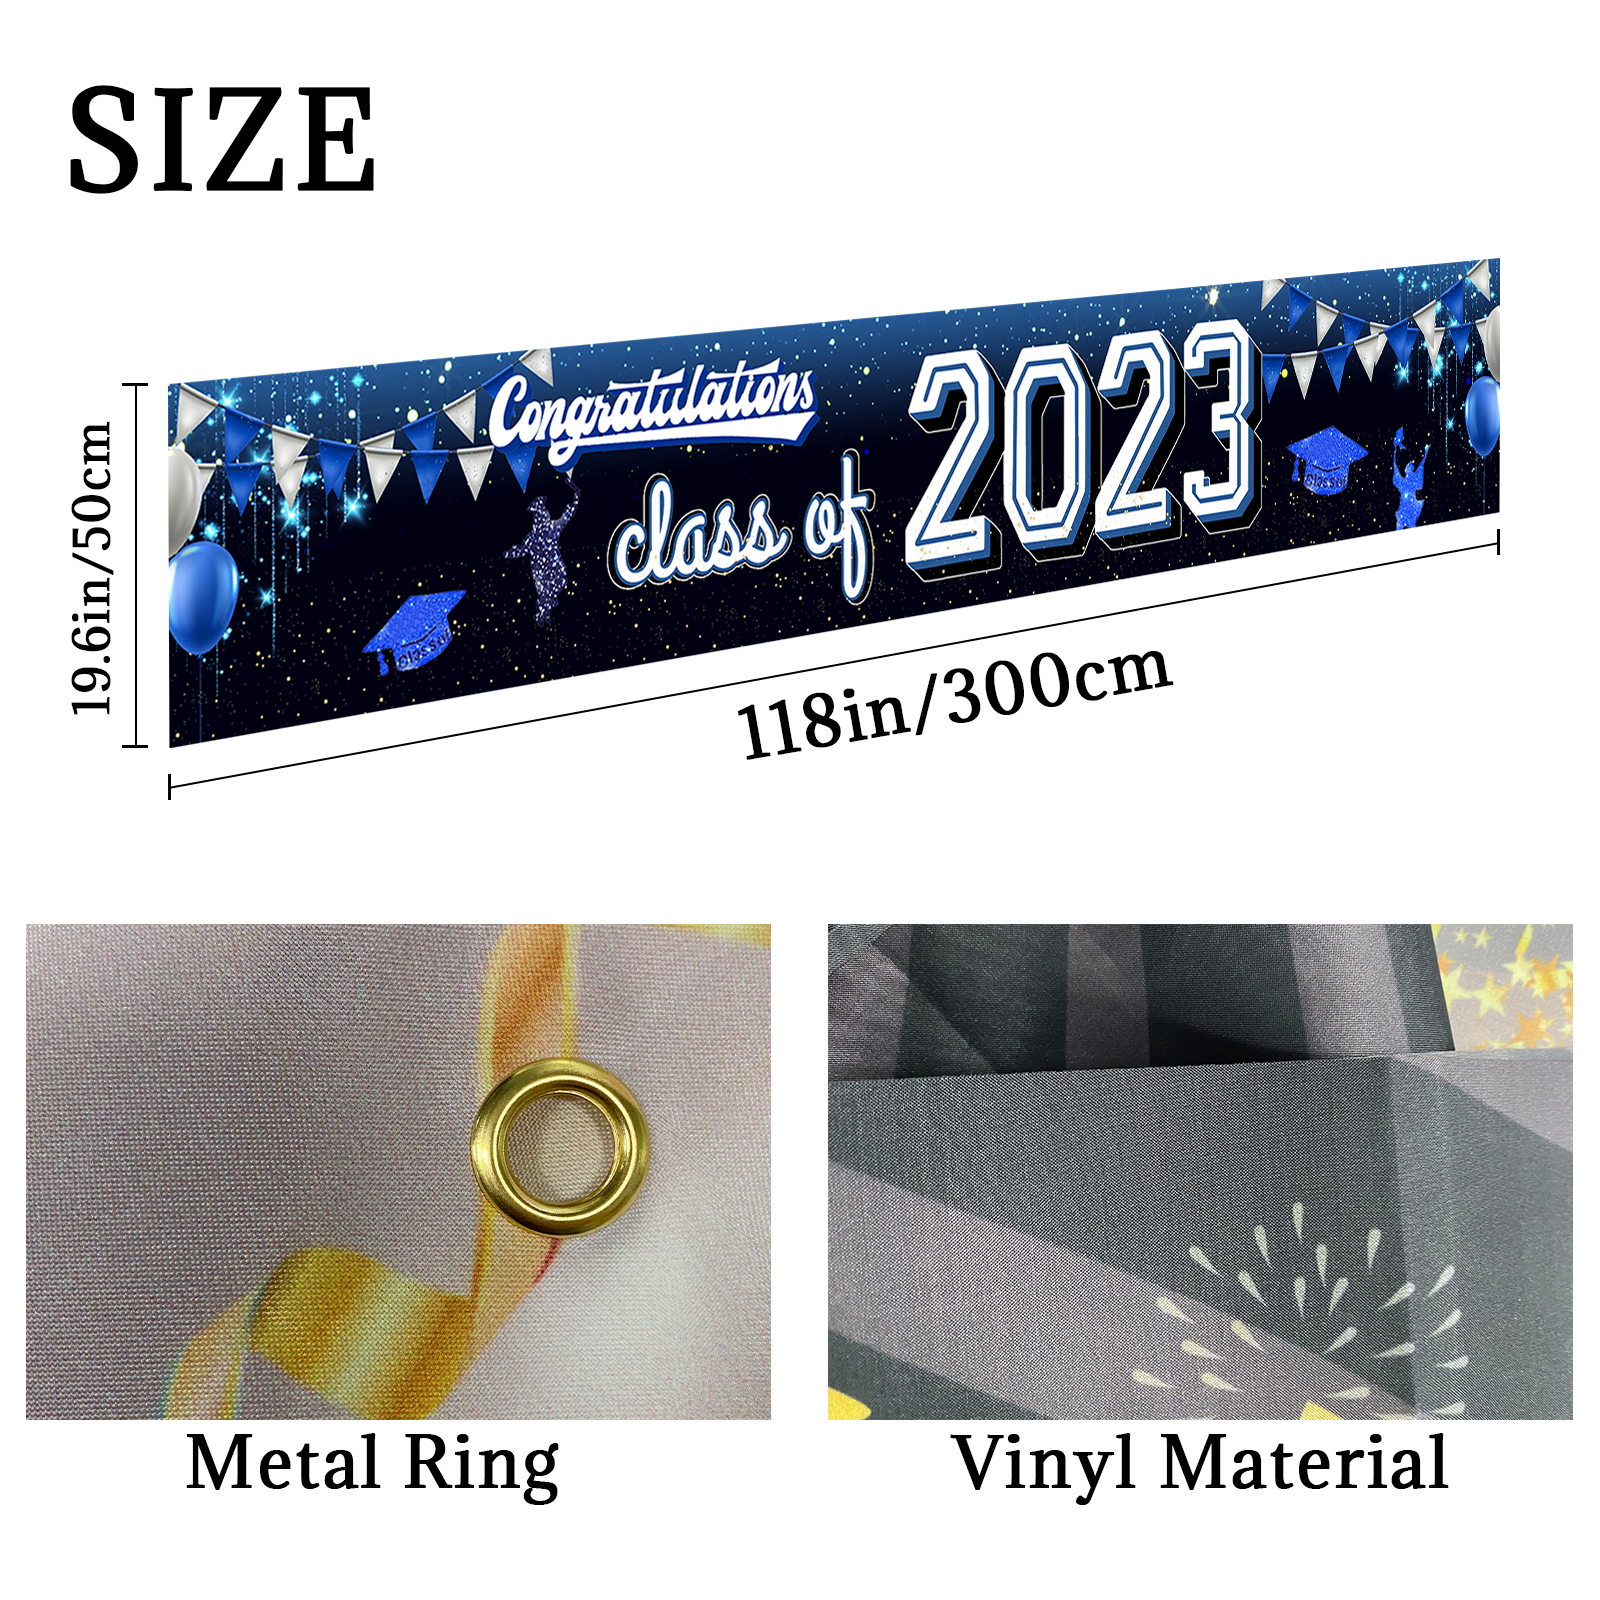 SIZE
Congratulations
class of 2023
19.6in/50cm
118in/300cm
Metal Ring
Vinyl Material